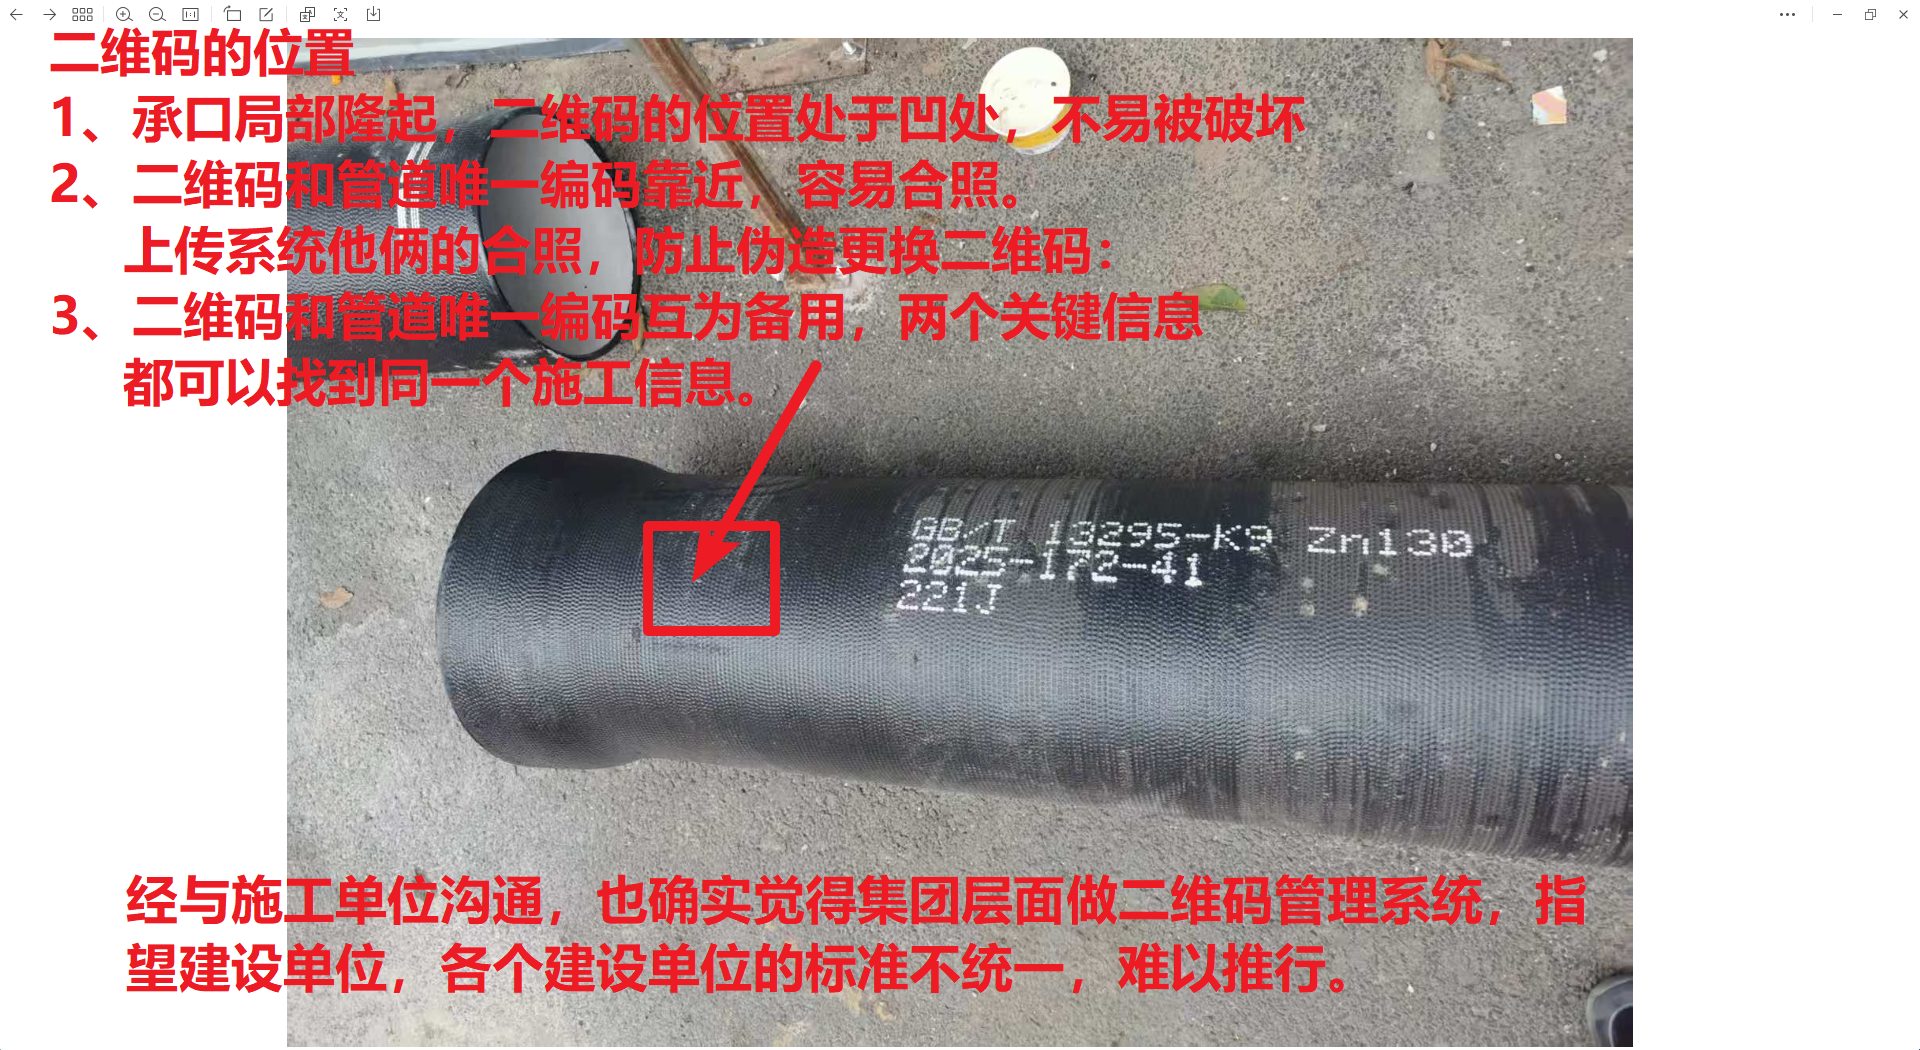 二维码的位置
1、承口局部隆起，二维码的位置处于凹处，不易被破坏
2、二维码和管道唯一编码靠近，容易合照。
上传系统他俩的合照，防止伪造更换二维码：
3、二维码和管道唯一编码互为备用，两个关键信息
都可以找到同一个施工信息。
GB/T 13295-K9 Zn130
2025-172-41
221J
经与施工单位沟通，也确实觉得集团层面做二维码管理系统，指
望建设单位，各个建设单位的标准不统一，难以推行。